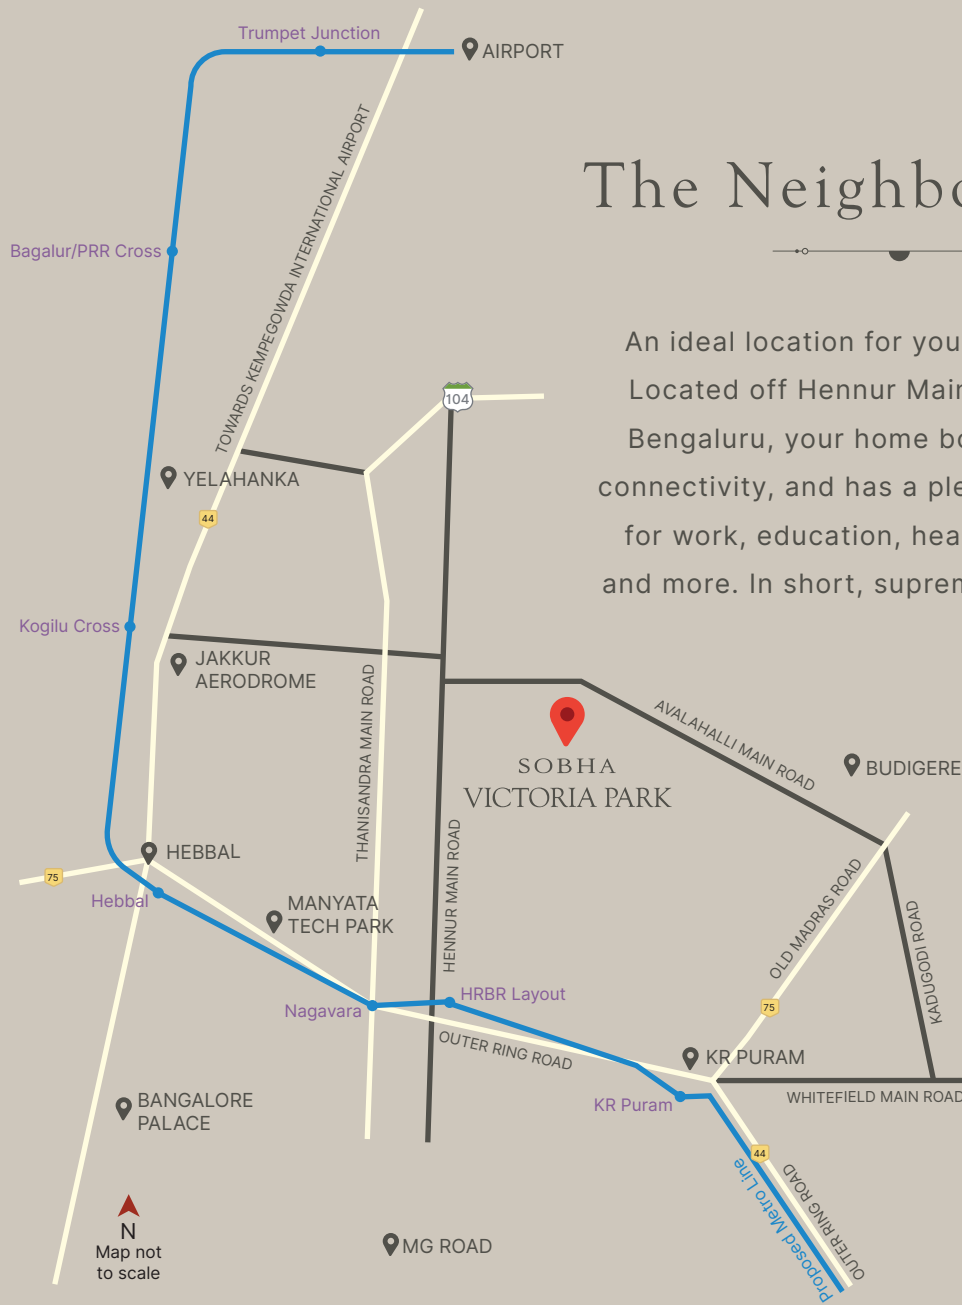 Trumpet Junction
AIRPORT
TOWARDS KEMPEGOWDA INTERNATIONAL AIRPORT
The Neighbo
Bagalur/PRR Cross
An ideal location for you
Located off Hennur Main
Bengaluru, your home bo
connectivity, and has a ple
for work, education, hea
and more. In short, suprem
104
YELAHANKA
44
Kogilu Cross
JAKKUR
AERODROME
THANISANDRA MAIN ROAD
AVALAHALLI MAIN ROAD
SOBHA
VICTORIA PARK
BUDIGERE
HEBBAL
75
Hebbal
MANYATA
TECH PARK
HENNUR MAIN ROAD
OLD MADRAS ROAD
KADUGODI ROAD
Nagavara
HRBR Layout
75
OUTER RING ROAD
KR PURAM
WHITEFIELD MAIN ROAD
KR Puram
BANGALORE
PALACE
44
OUTER RING ROAD
Proposed Metro Line
N
Map not
to scale
MG ROAD